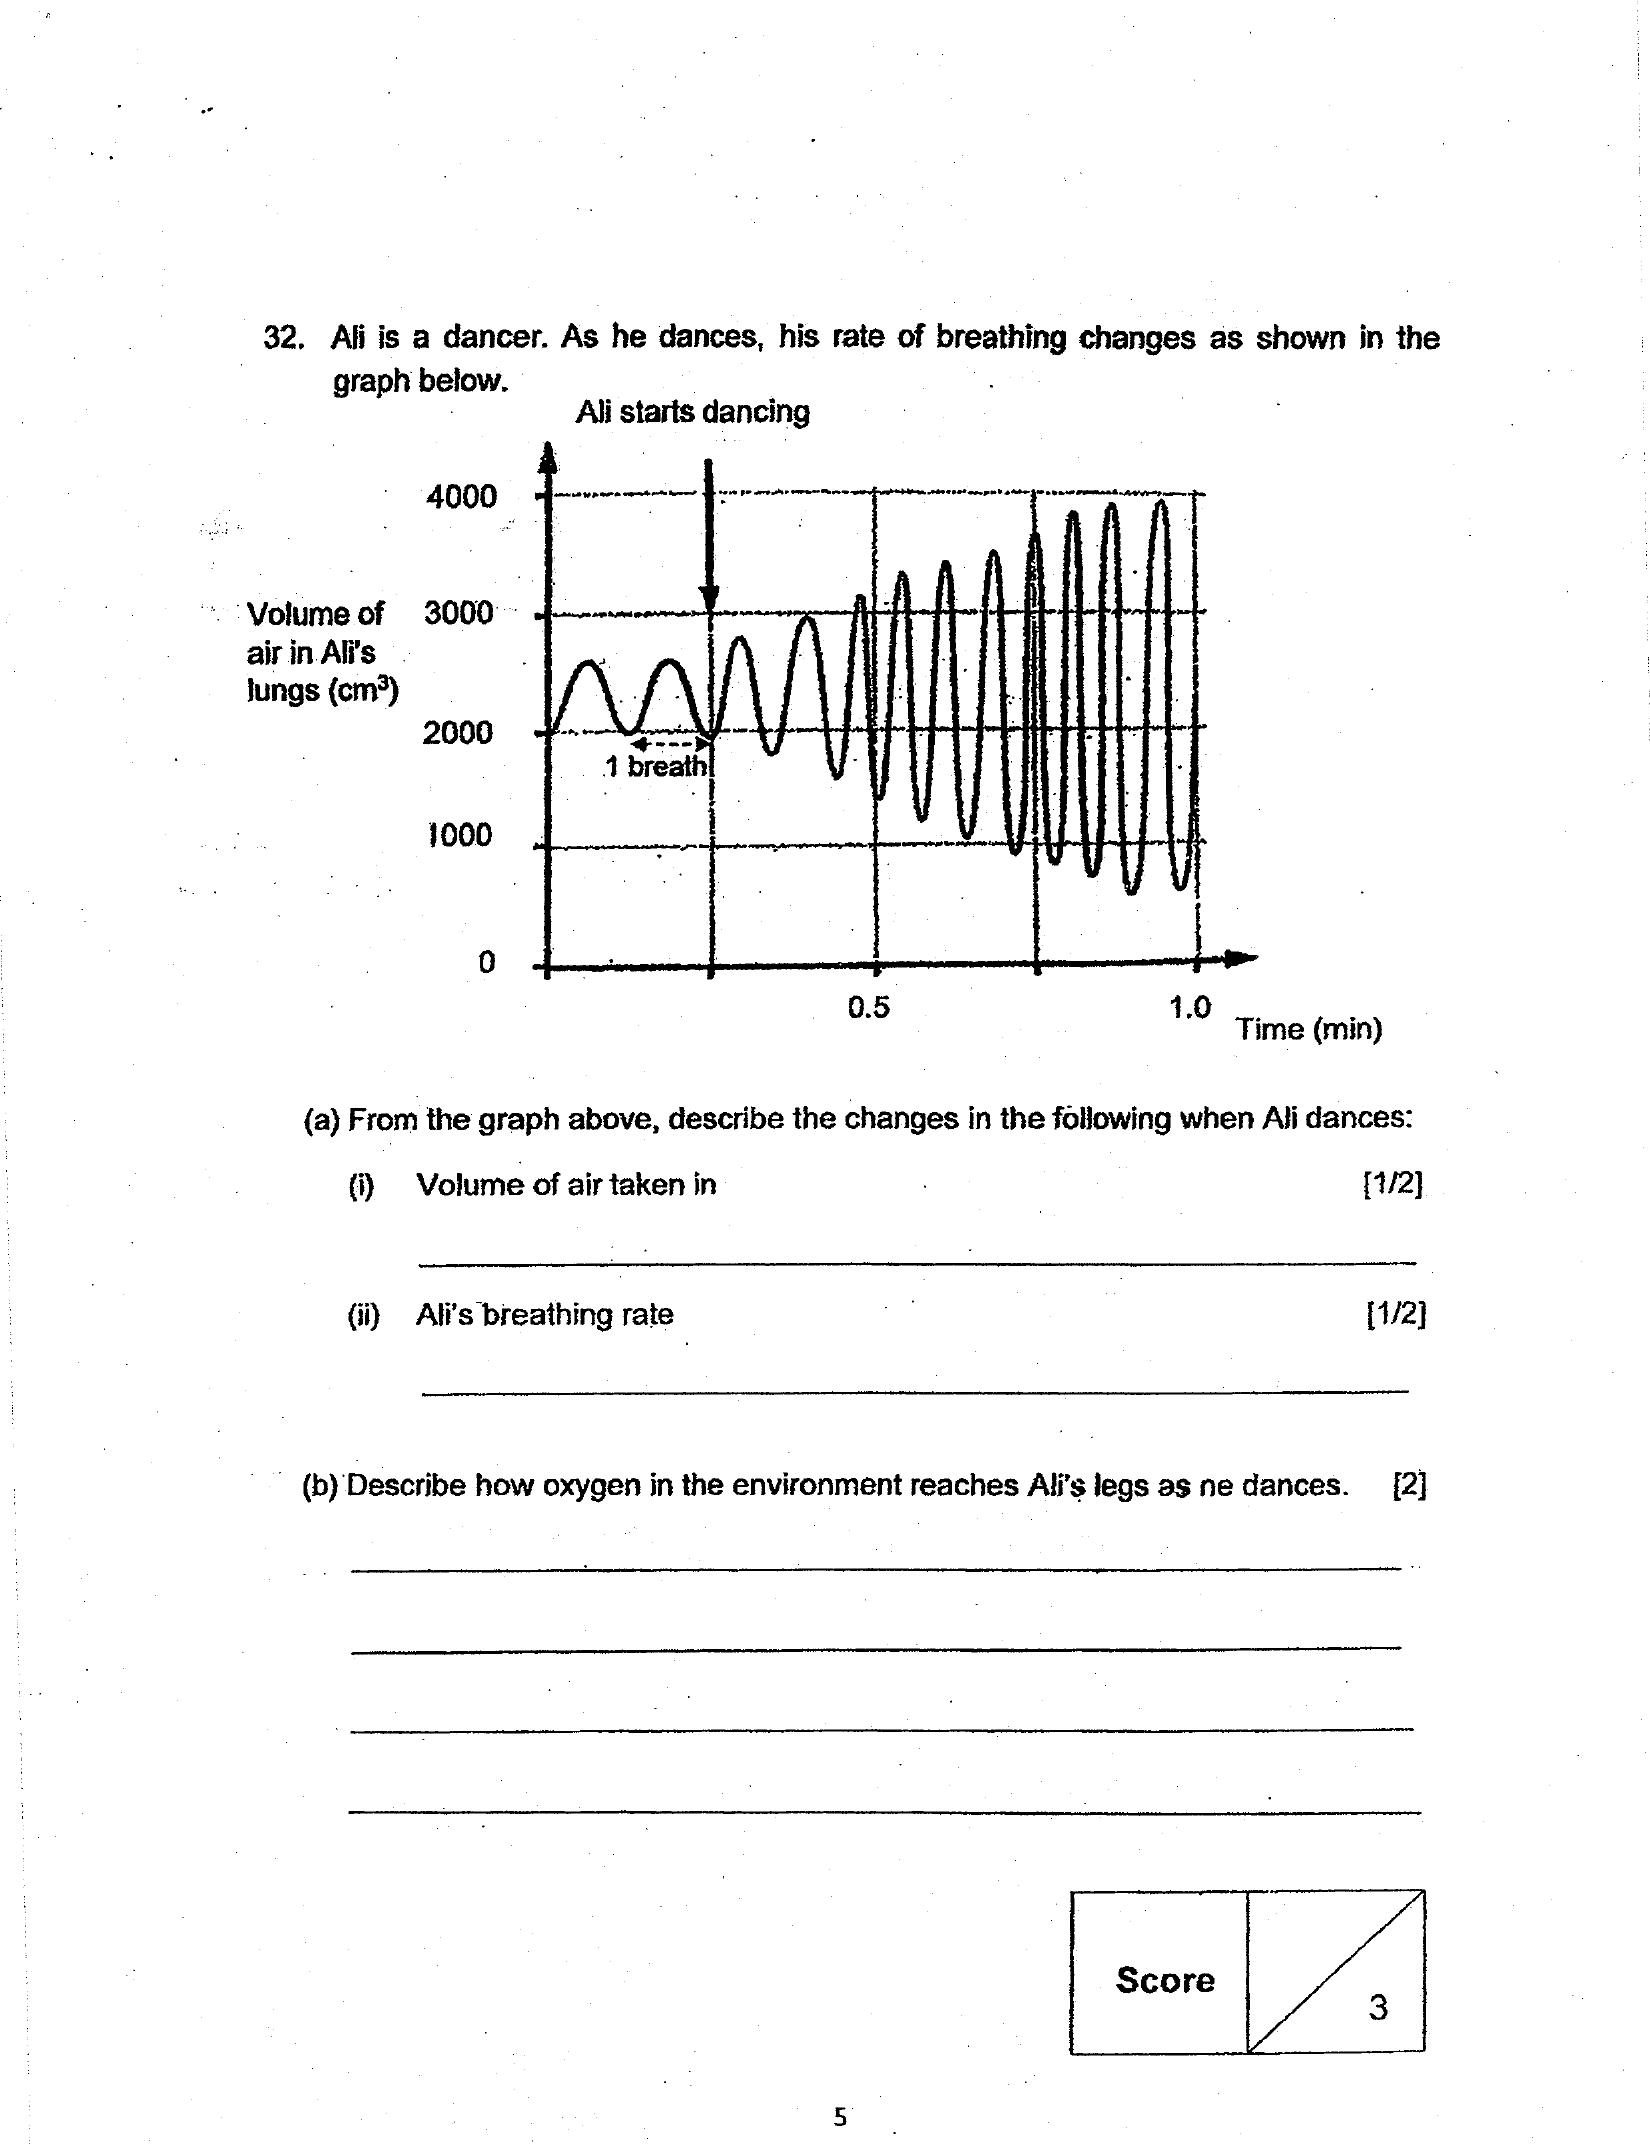 32. Ali is a dancer. As he dances, his rate of breathing changes as shown in the
graph below.
Ali starts dancing
4000
Volume of 3000
air in Ali's
lungs (cm³)
2000
1 breath
1000
0
0.5
1.0
Time (min)
(a) From the graph above, describe the changes in the following when Ali dances:
(i) Volume of air taken in [1/2]
(ii) Ali's breathing rate [1/2]
(b) Describe how oxygen in the environment reaches Ali's legs as ne dances. [2]
Score
3
5